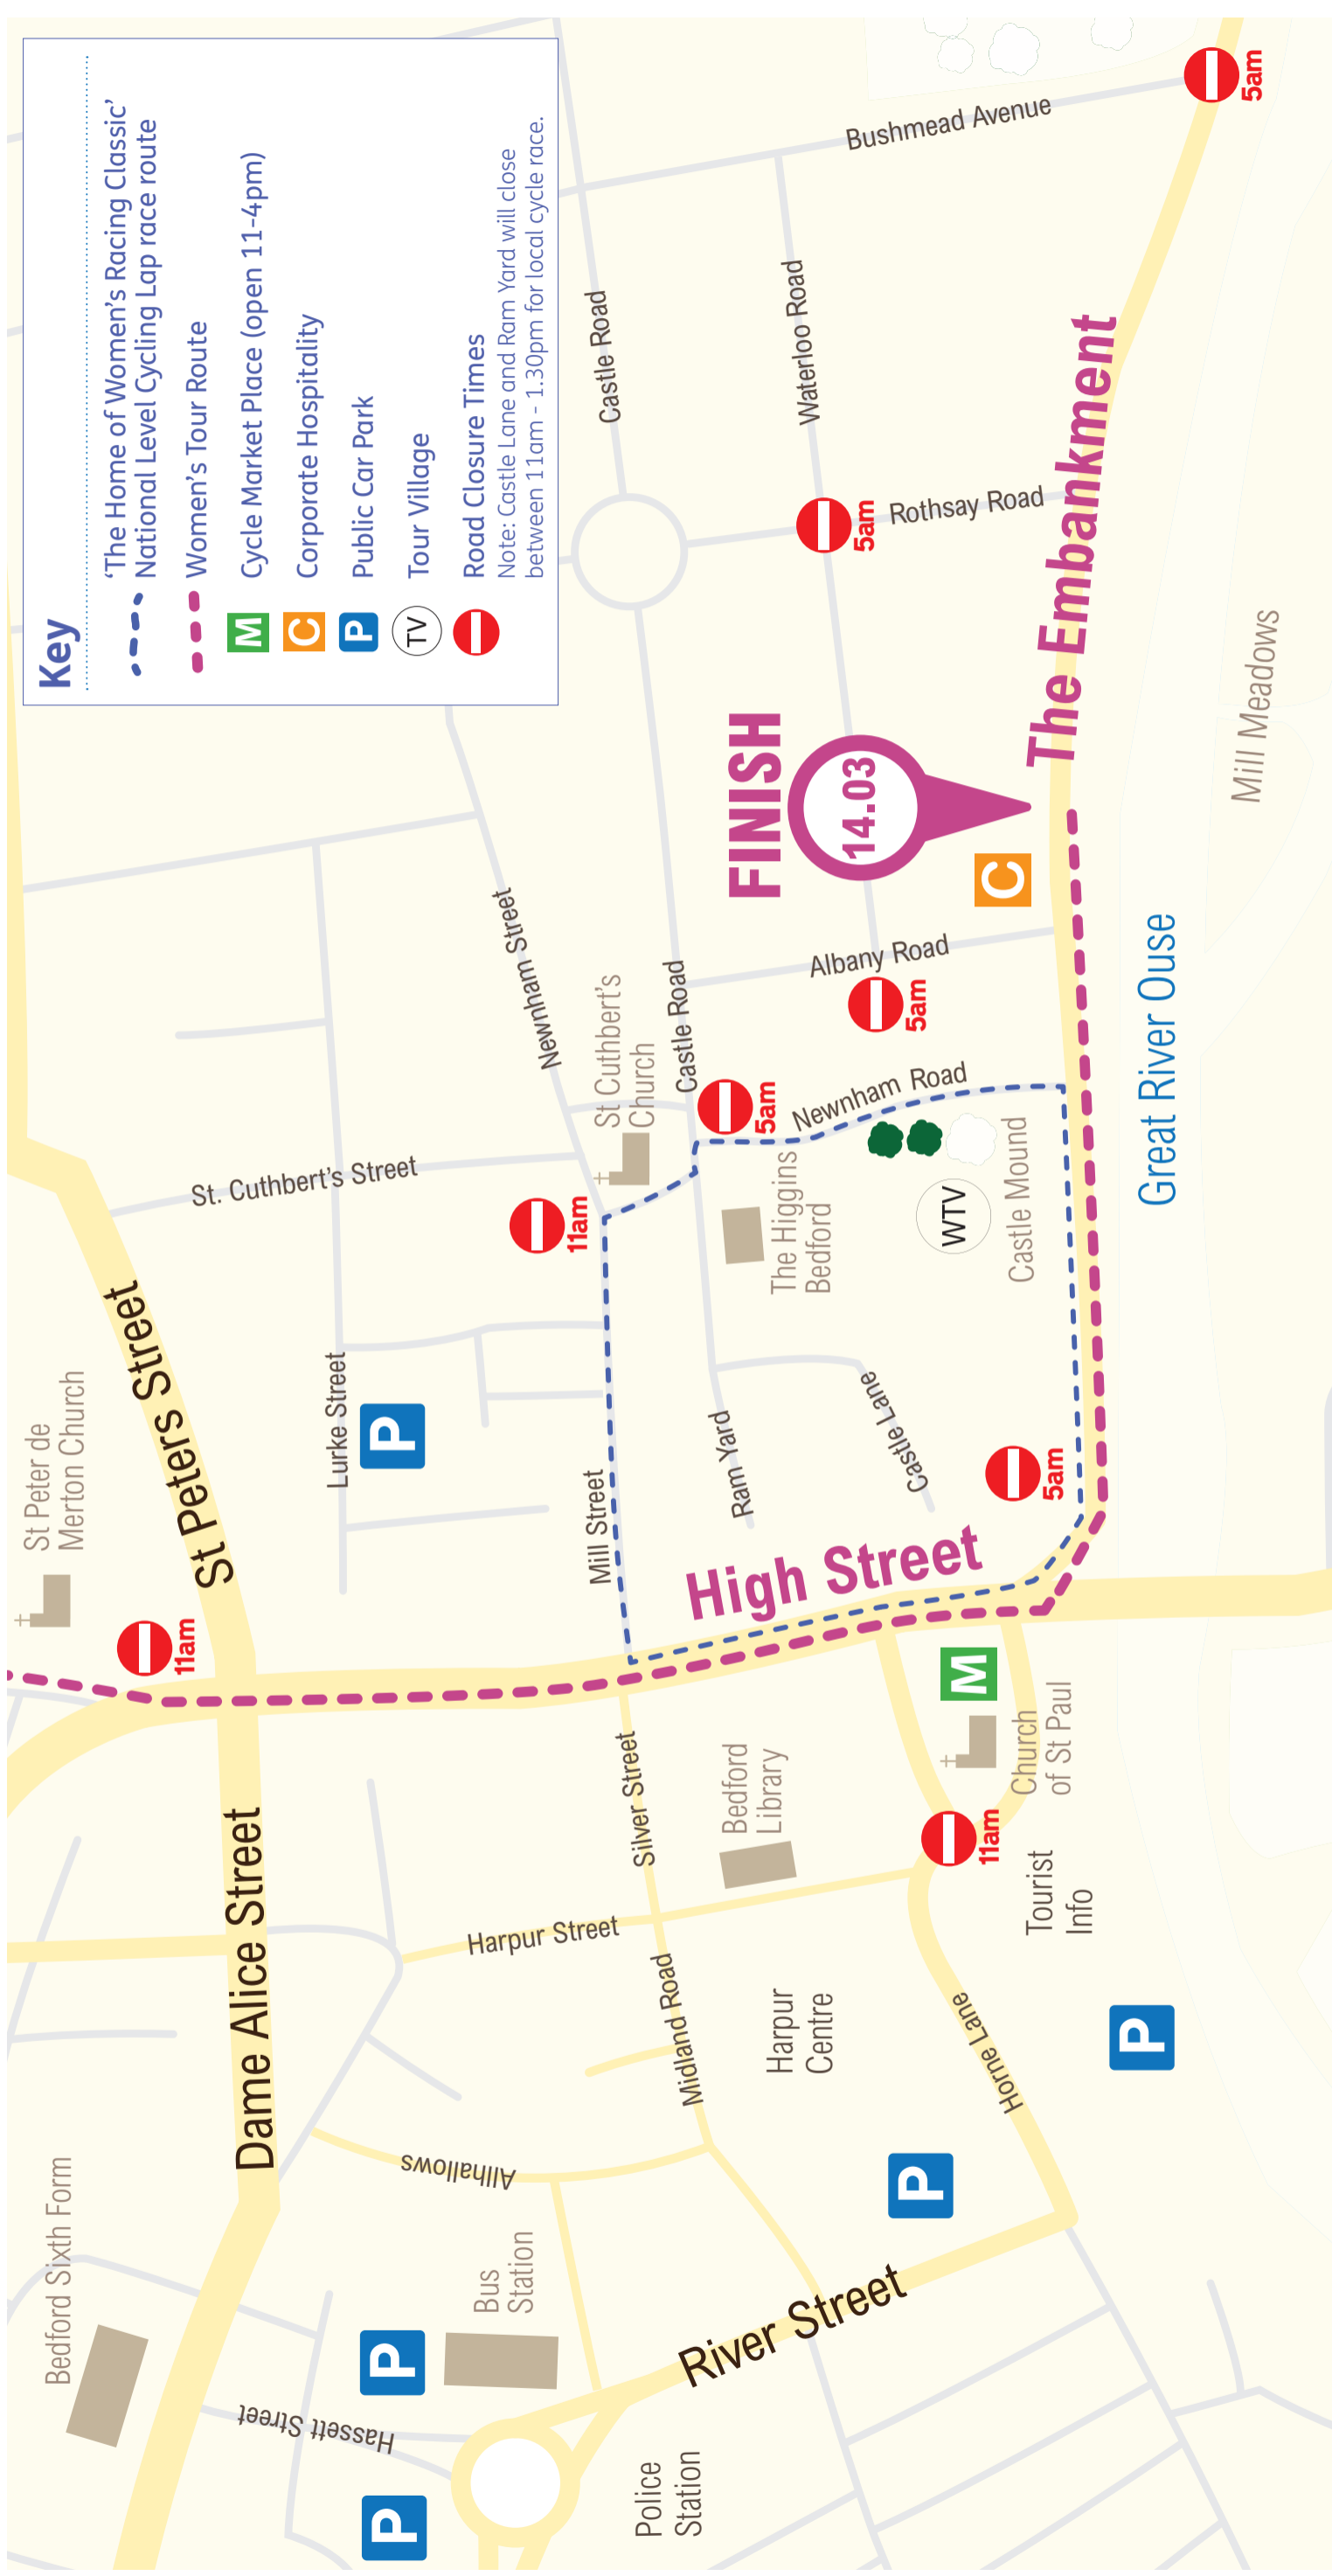 Key
‘The Home of Women’s Racing Classic’
National Level Cycling Lap race route
Women’s Tour Route
M
Cycle Market Place (open 11-4pm)
C
Corporate Hospitality
P
Public Car Park
TV
Tour Village
Road Closure Times
Note: Castle Lane and Ram Yard will close
between 11am - 1.30pm for local cycle race.
Bedford Sixth Form
St Peter de
Merton Church
11am
St Peters Street
Dame Alice Street
Hassett Street
P
P
Bus
Station
Allhallows
Harpur Street
Lurke Street
P
St. Cuthbert’s Street
11am
Newnham Street
St Cuthbert’s
Church
Castle Road
Castle Road
Police
Station
River Street
Midland Road
Silver Street
Mill Street
Harpur
Centre
Bedford
Library
High Street
Ram Yard
Castle Lane
The Higgins
Bedford
5am
Newnham Road
Albany Road
5am
FINISH
14.03
Waterloo Road
5am
Rothsay Road
Bushmead Avenue
5am
P
Horne Lane
11am
M
Church
of St Paul
Tourist
Info
P
5am
WTV
Castle Mound
C
The Embankment
Great River Ouse
Mill Meadows